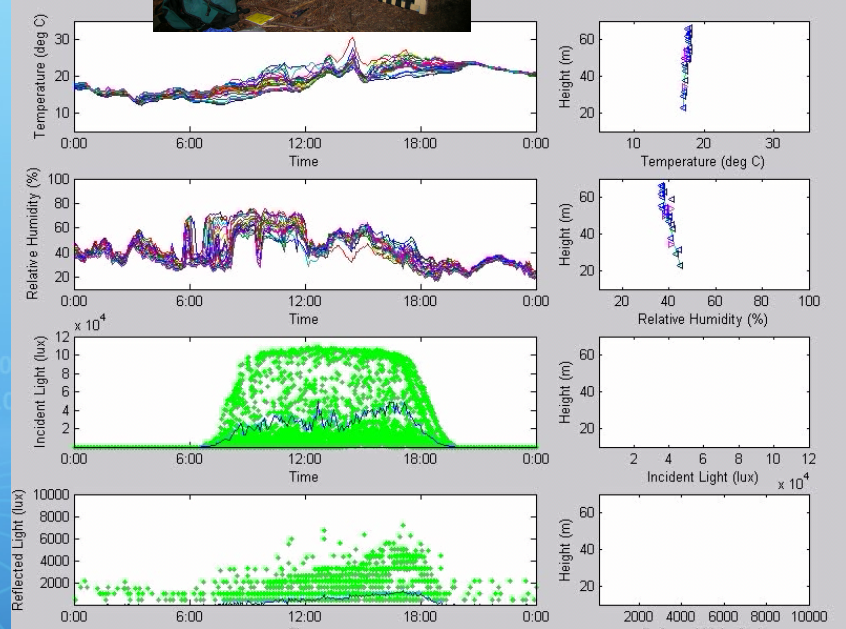 Temperature (deg C)
30
20
10
0:00 6:00 12:00 18:00 0:00
Time
Height (m)
60
40
20
10 20 30
Temperature (deg C)
Relative Humidity (%)
100
80
60
40
20
0:00 6:00 12:00 18:00 0:00
Time
Height (m)
60
40
20
20 40 60 80 100
Relative Humidity (%)
x 10^4
Incident Light (lux)
12
10
8
6
4
2
0:00 6:00 12:00 18:00 0:00
Time
Height (m)
60
40
20
2 4 6 8 10 12
Incident Light (lux)
x 10^4
Reflected Light (lux)
10000
8000
6000
4000
2000
0:00 6:00 12:00 18:00 0:00
Height (m)
60
40
20
2000 4000 6000 8000 10000